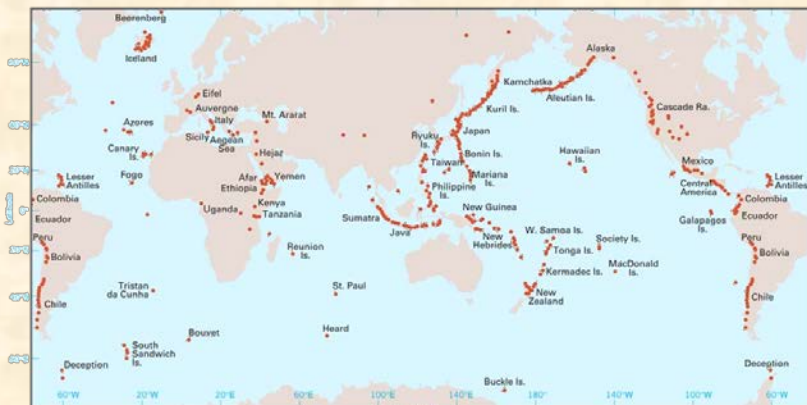 Beerenberg
Iceland
Alaska
Eifel
Auvergne
Italy
Mt. Ararat
Kamchatka
Aleutian Is.
Kuril Is.
Cascade Ra.
Azores
Sicily
Aegean
Sea
Ryuku
Is.
Japan
Canary
Is.
Hejaz
Taiwan
Bonin Is.
Hawaiian
Is.
Mexico
Lesser
Antilles
Fogo
Afar
Yemen
Ethiopia
Mariana
Is.
Philippine
Is.
Central
America
Lesser
Antilles
Colombia
Kenya
Colombia
Uganda
Tanzania
Sumatra
New Guinea
Galapagos
Is.
Ecuador
Ecuador
Peru
Java
New
Hebrides
W. Samoa Is.
Society Is.
Tonga Is.
Peru
Bolivia
Reunion
Is.
Kermadec Is.
MacDonald
Is.
Bolivia
Tristan
da Cunha
St. Paul
New
Zealand
Chile
Chile
Bouvet
Heard
South
Sandwich
Is.
Deception
Deception
Buckle Is.
60°W
20°W
20°E
60°E
100°E
140°E
180°
140°W
100°W
60°W